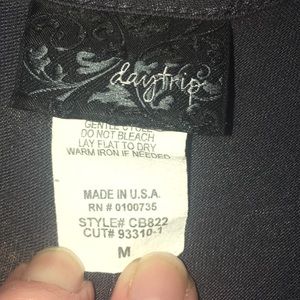 daytrip
GENTLE CYCLE
DO NOT BLEACH
LAY FLAT TO DRY
WARM IRON IF NEEDED
MADE IN U.S.A.
RN # 0100735
STYLE# CB822
CUT# 93310-1
M